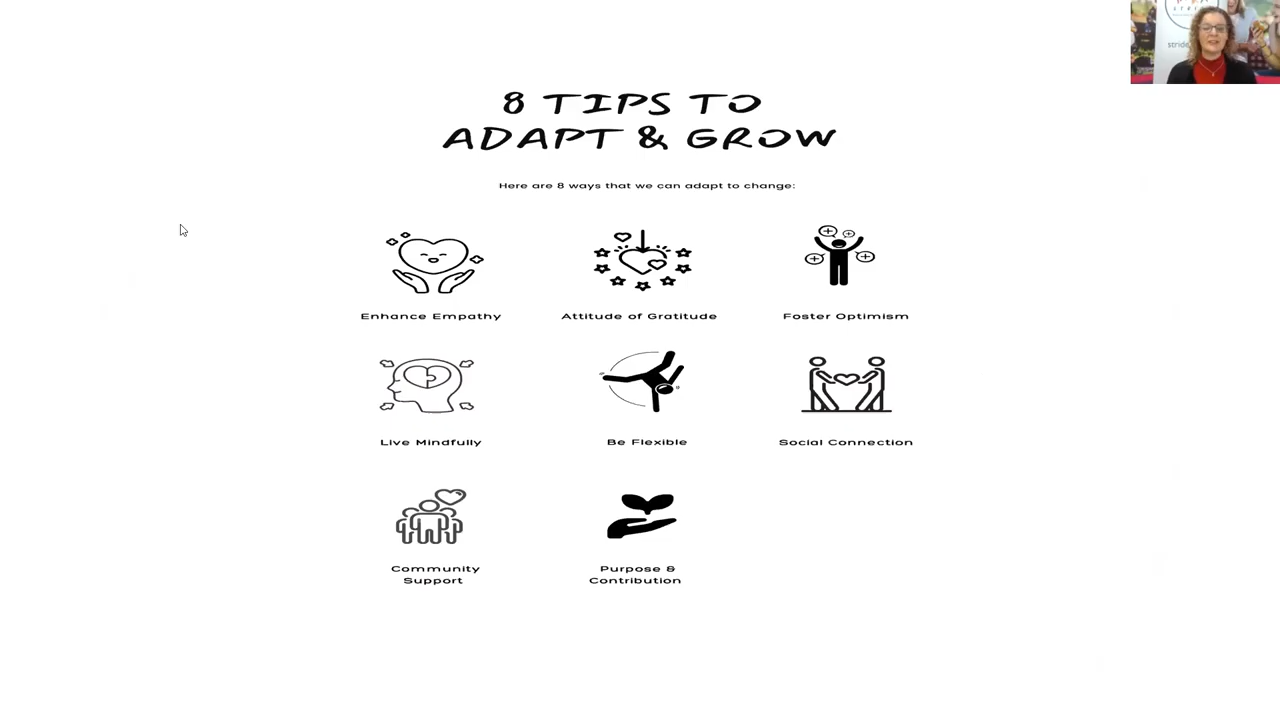 8 TIPS TO
ADAPT & GROW
Here are 8 ways that we can adapt to change:
Enhance Empathy
Attitude of Gratitude
Foster Optimism
Live Mindfully
Be Flexible
Social Connection
Community
Support
Purpose &
Contribution
stride